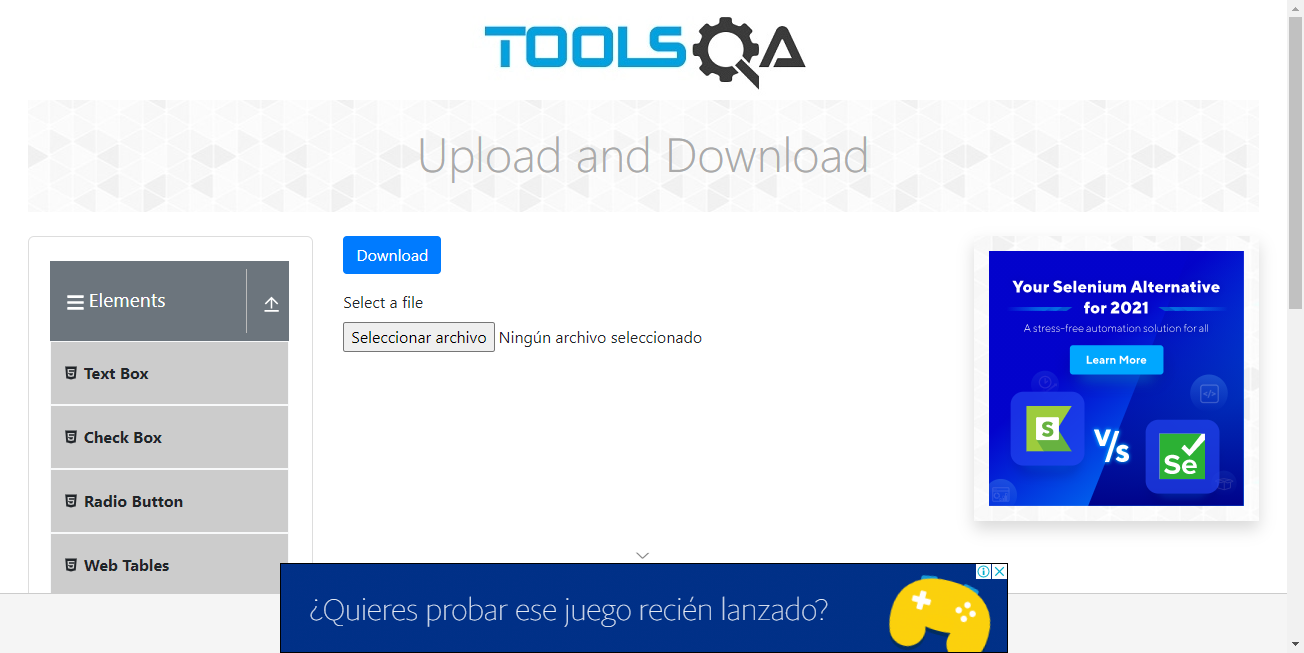 TOOLSQA
Upload and Download
Elements
Text Box
Check Box
Radio Button
Web Tables
Download
Select a file
Seleccionar archivo Ningún archivo seleccionado
Your Selenium Alternative
for 2021
A stress-free automation solution for all
Learn More
S
V/s
Se
¿Quieres probar ese juego recién lanzado?